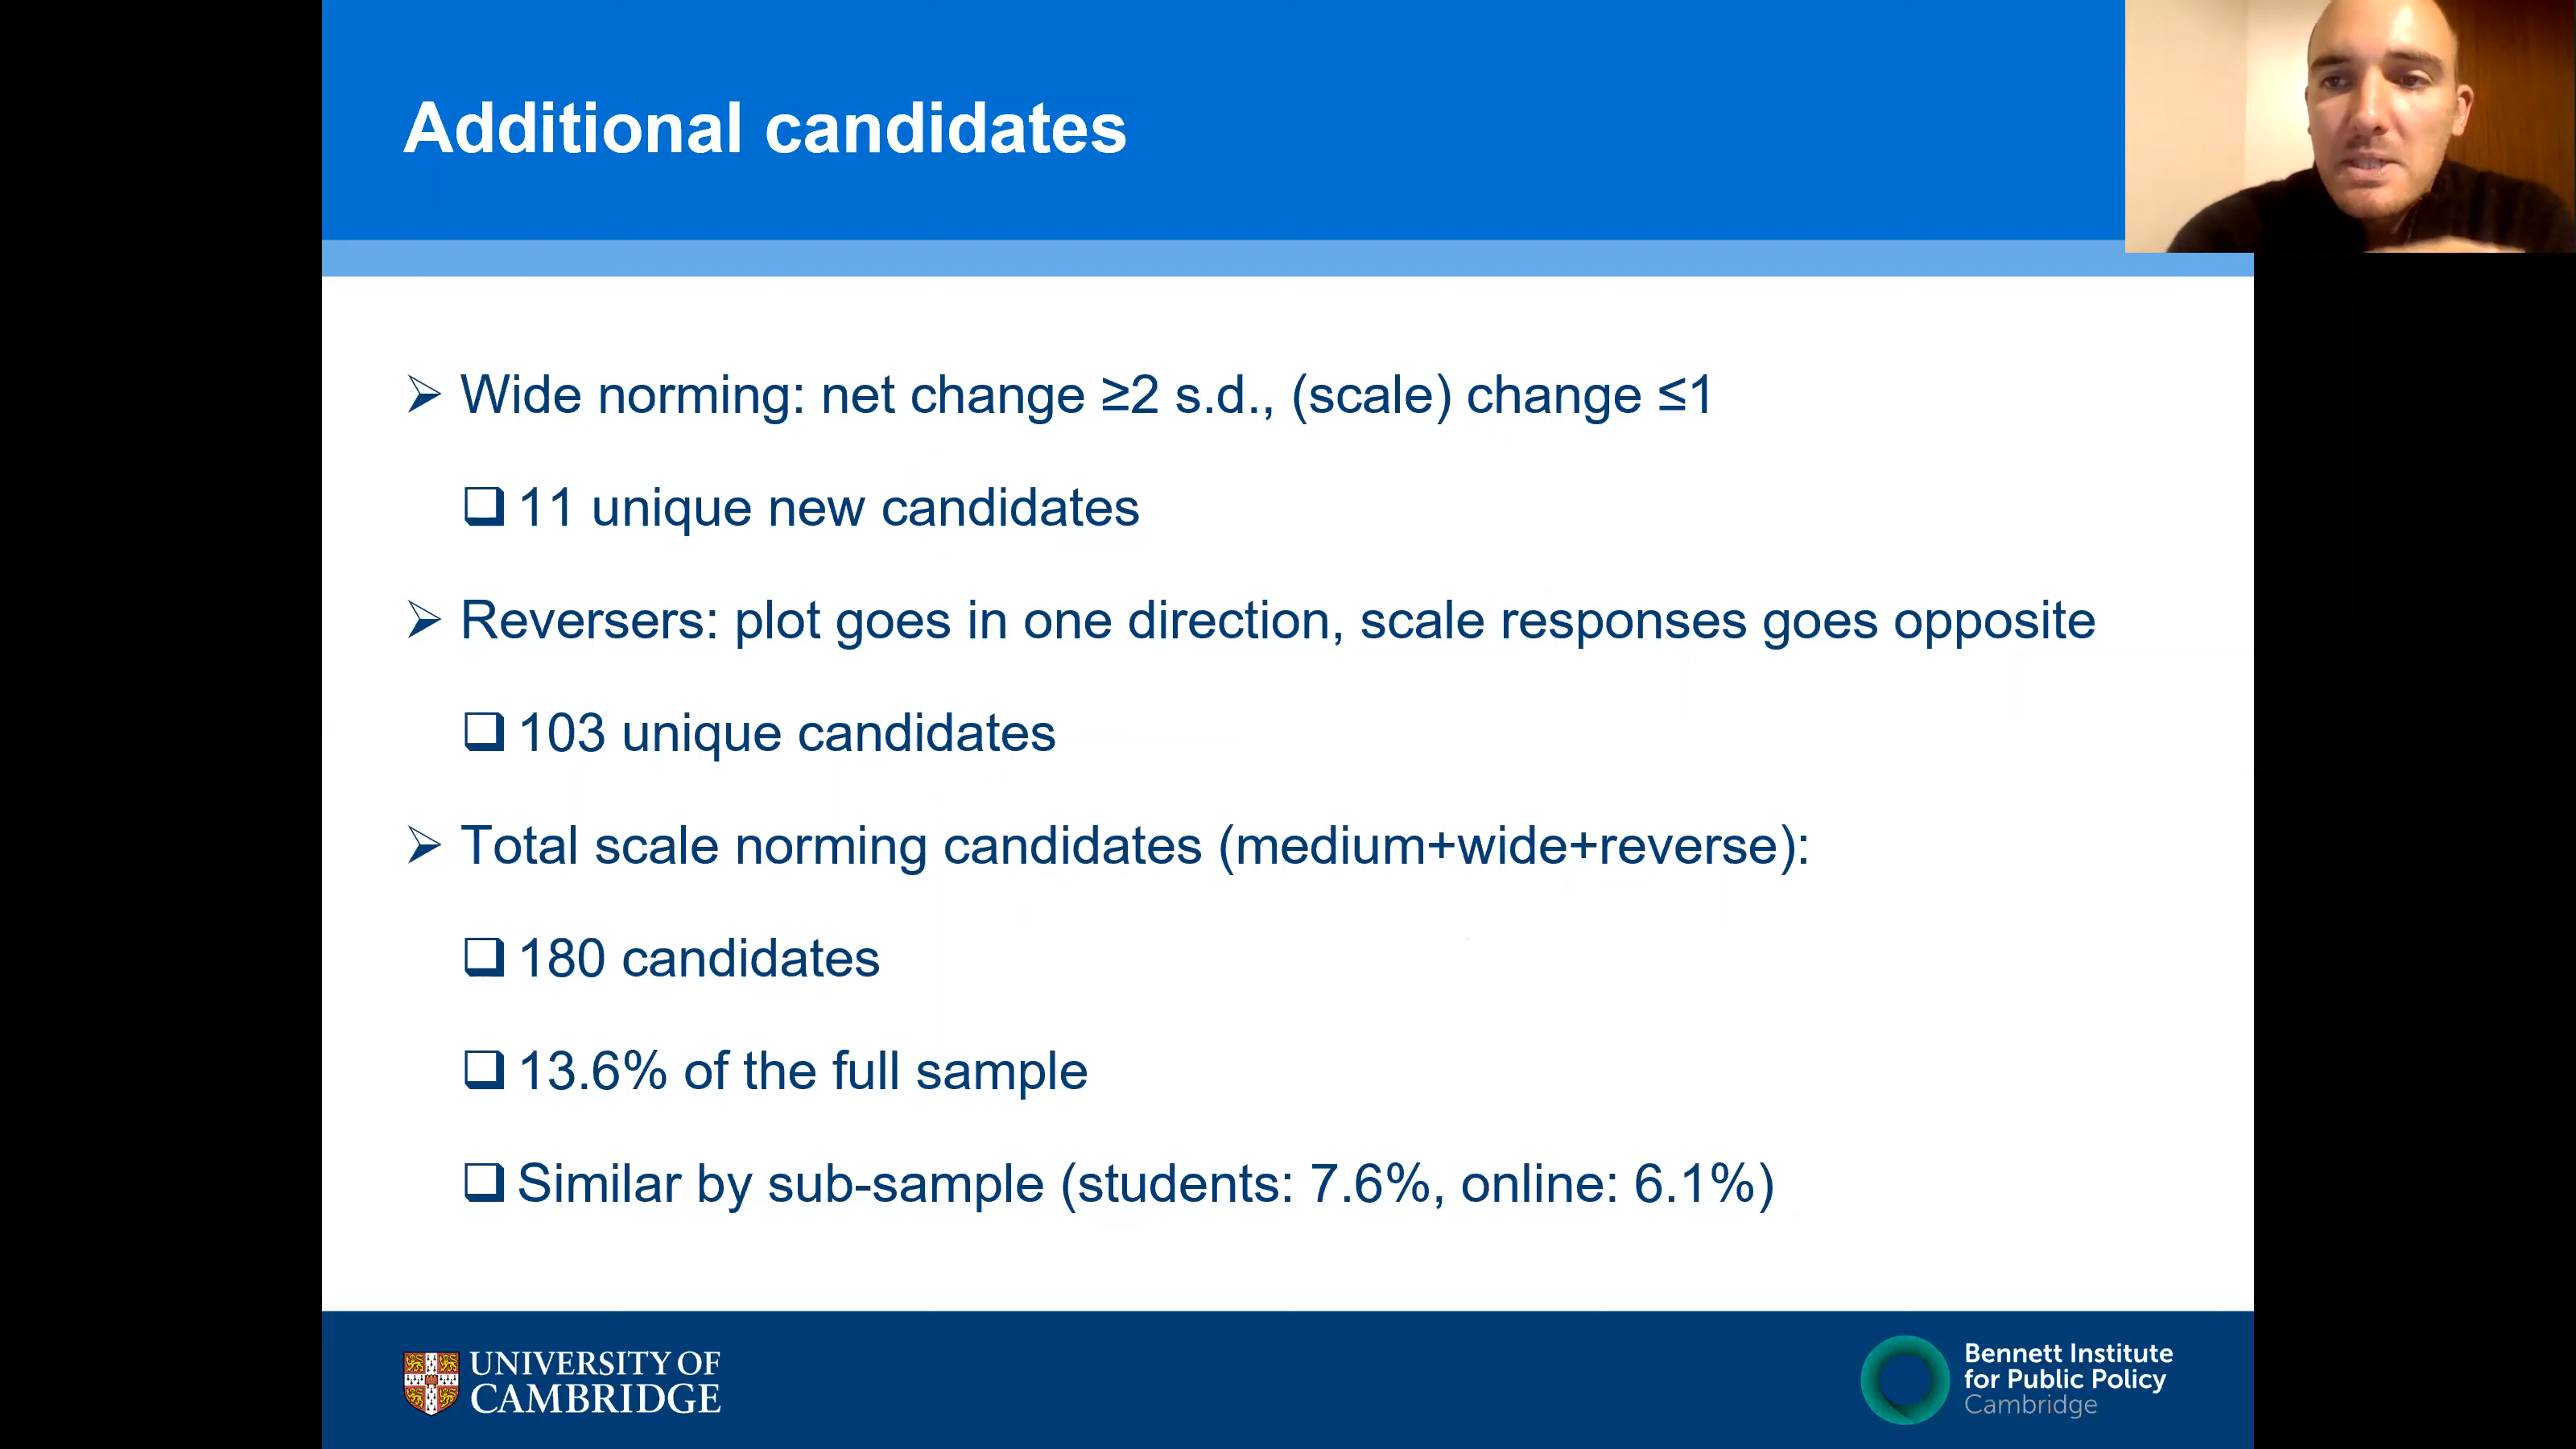 Additional candidates
➢ Wide norming: net change ≥2 s.d., (scale) change ≤1
❑ 11 unique new candidates
➢ Reversers: plot goes in one direction, scale responses goes opposite
❑ 103 unique candidates
➢ Total scale norming candidates (medium+wide+reverse):
❑ 180 candidates
❑ 13.6% of the full sample
❑ Similar by sub-sample (students: 7.6%, online: 6.1%)
UNIVERSITY OF
CAMBRIDGE
Bennett Institute
for Public Policy
Cambridge